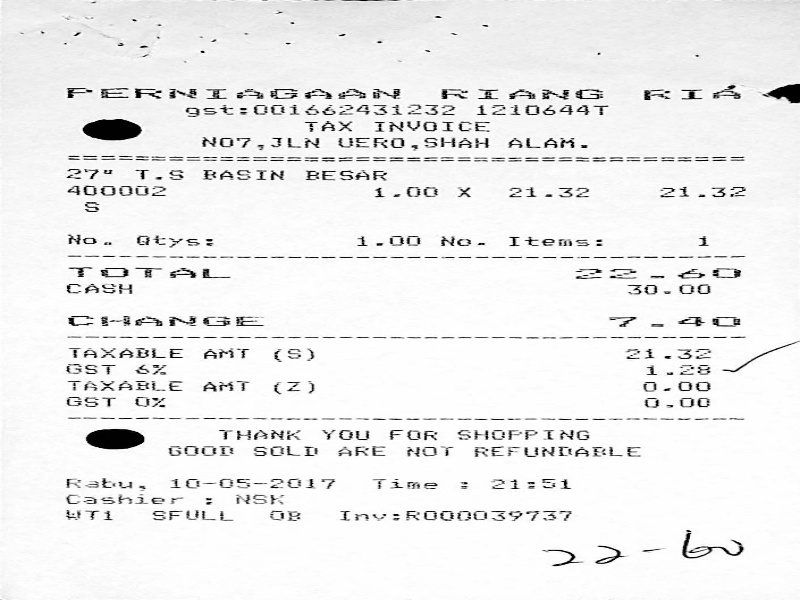 PERNIAGAAN RIANG RIA
gst:001662431232 1210644T
TAX INVOICE
NO7,JLN UERO,SHAH ALAM.
27" T.S BASIN BESAR
400002 1.00 X 21.32 21.32
S
No. Qtys: 1.00 No. Items: 1
TOTAL 22.60
CASH 30.00
CHANGE 7.40
TAXABLE AMT (S) 21.32
GST 6% 1.28
TAXABLE AMT (Z) 0.00
GST 0% 0.00
THANK YOU FOR SHOPPING
GOOD SOLD ARE NOT REFUNDABLE
Rabu, 10-05-2017 Time : 21:51
Cashier : NSK
WT1 SFULL OB Inv:R000039737
22-60